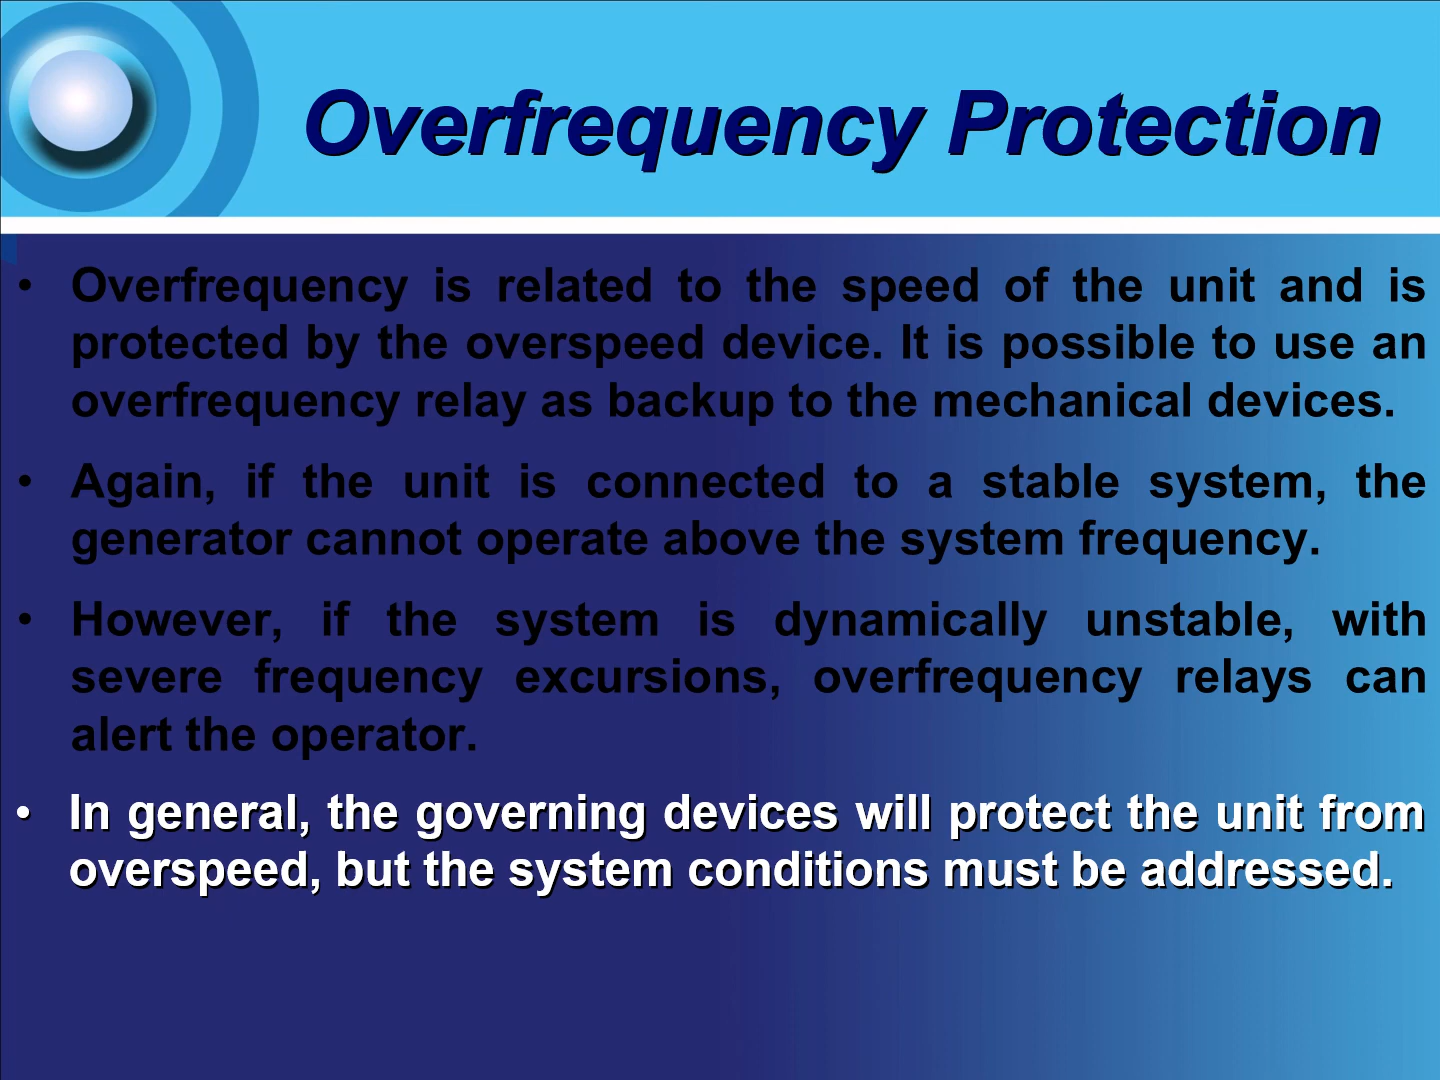 Overfrequency Protection
• Overfrequency is related to the speed of the unit and is
protected by the overspeed device. It is possible to use an
overfrequency relay as backup to the mechanical devices.
• Again, if the unit is connected to a stable system, the
generator cannot operate above the system frequency.
• However, if the system is dynamically unstable, with
severe frequency excursions, overfrequency relays can
alert the operator.
• In general, the governing devices will protect the unit from
overspeed, but the system conditions must be addressed.